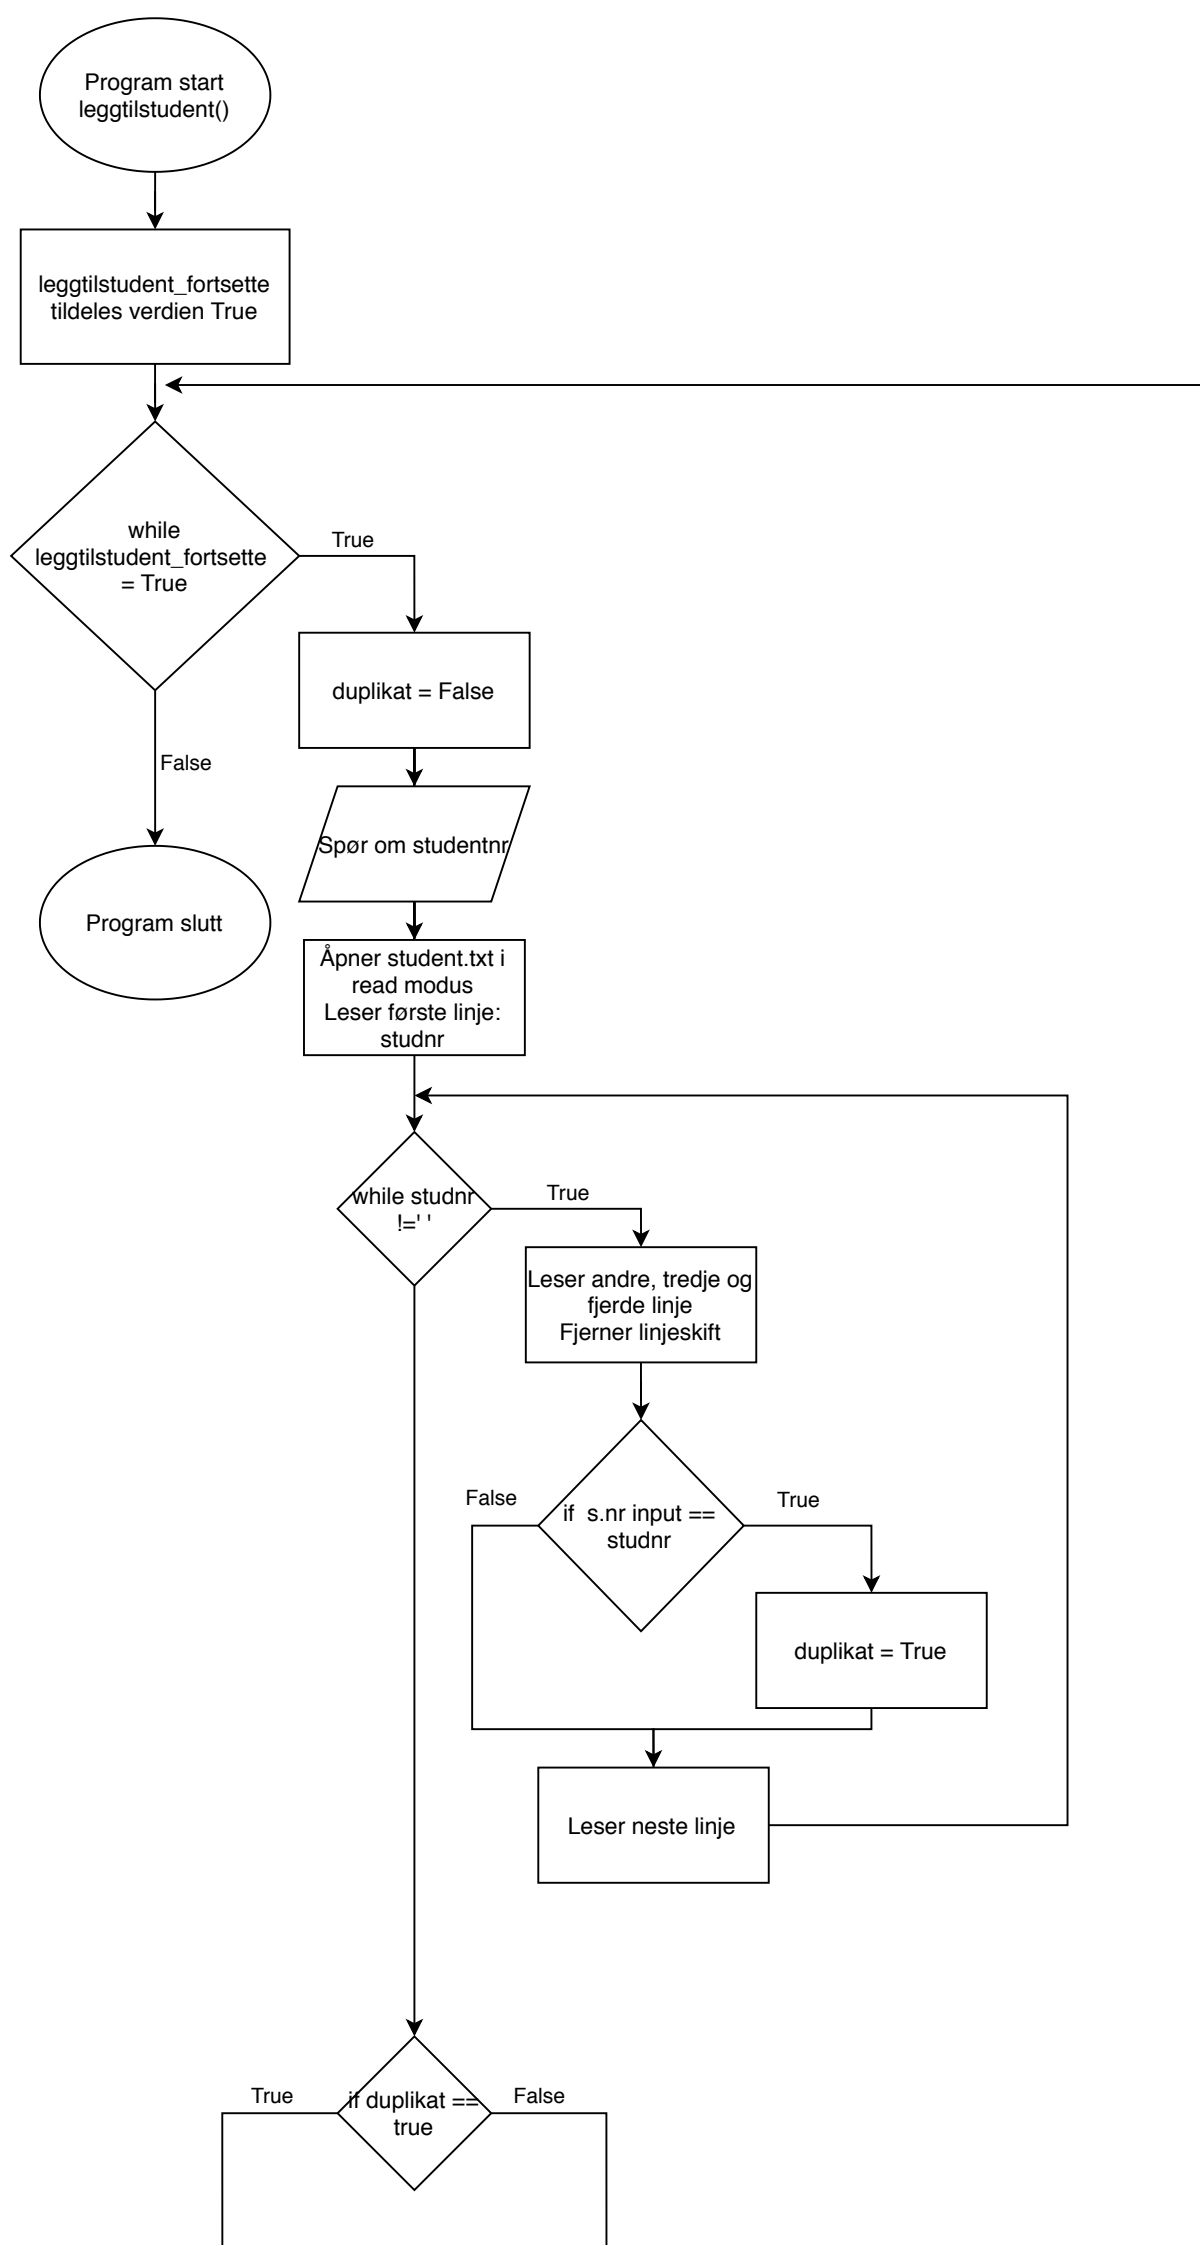 Program start
leggtilstudent()
leggtilstudent_fortsette
tildeles verdien True
while
leggtilstudent_fortsette
= True
True
duplikat = False
False
Spør om studentnr
Program slutt
Åpner student.txt i
read modus
Leser første linje:
studnr
while studnr
!=' '
True
Leser andre, tredje og
fjerde linje
Fjerner linjeskift
False
if  s.nr input ==
studnr
True
duplikat = True
Leser neste linje
True
if duplikat ==
true
False